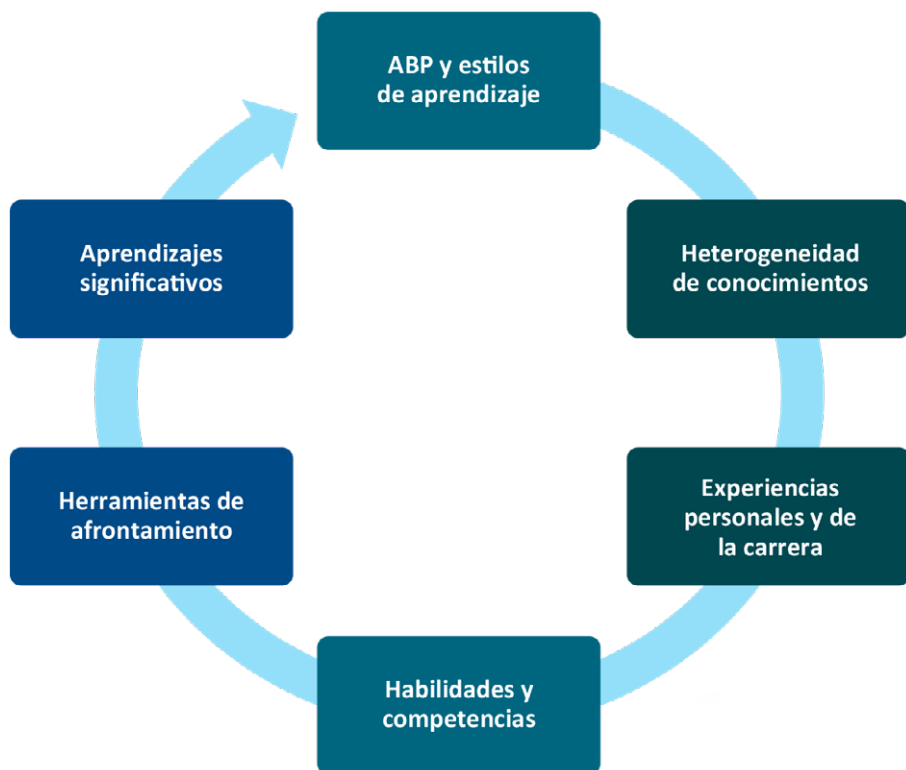 ABP y estilos
de aprendizaje
Heterogeneidad
de conocimientos
Experiencias
personales y de
la carrera
Habilidades y
competencias
Herramientas de
afrontamiento
Aprendizajes
significativos